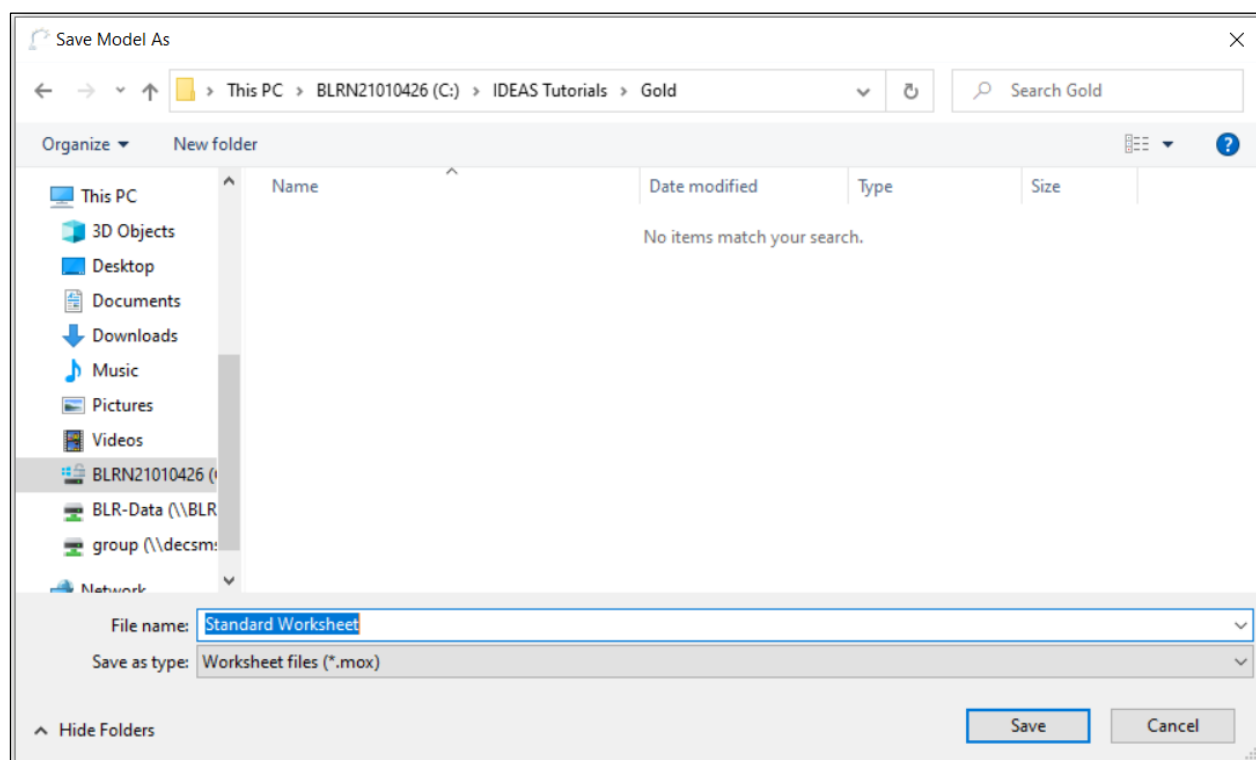 Save Model As
This PC > BLRN21010426 (C:) > IDEAS Tutorials > Gold
Search Gold
Organize
New folder
?
Name
Date modified
Type
Size
No items match your search.
This PC
3D Objects
Desktop
Documents
Downloads
Music
Pictures
Videos
BLRN21010426 (
BLR-Data (\\BLR
group (\\decsm
Network
File name: Standard Worksheet
Save as type: Worksheet files (*.mox)
Hide Folders
Save
Cancel